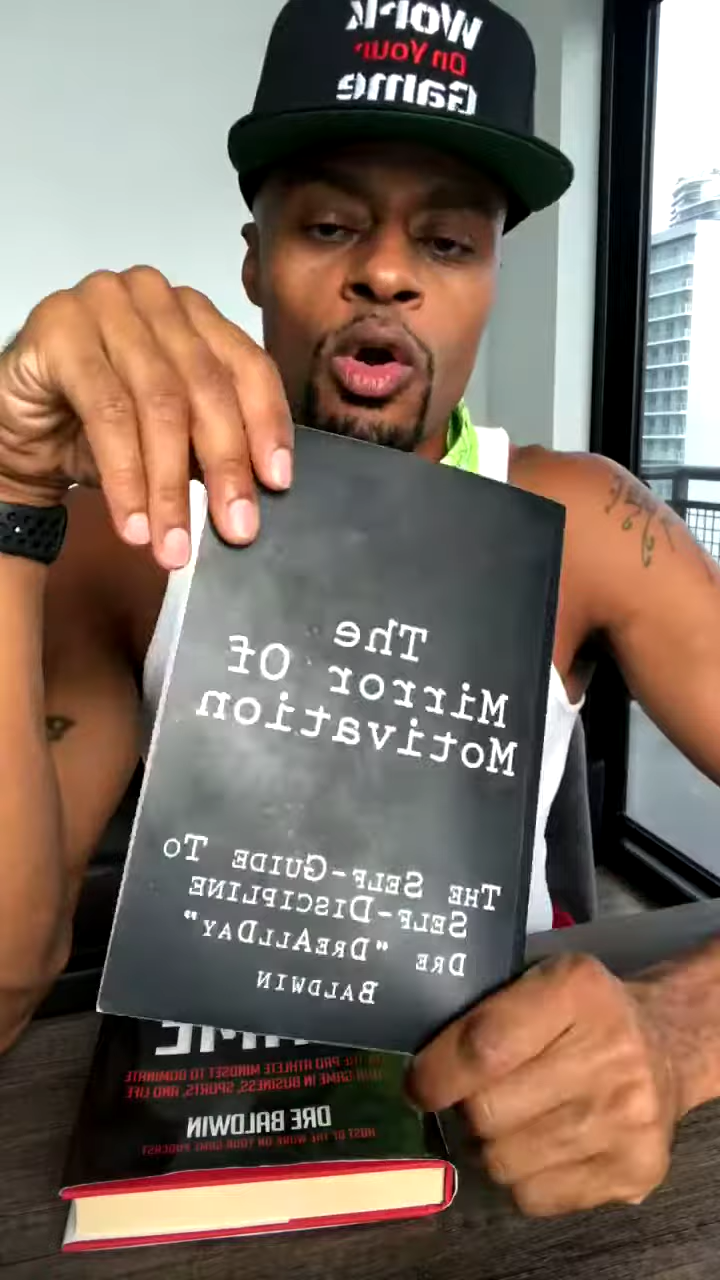 Work
On Your
Game
The
Mirror Of
Motivation
The Self-Guide To
Self-Discipline
Dre "DreAllDay"
Baldwin
THE PRO ATHLETE MINDSET TO DOMINATE
YOUR GAME IN BUSINESS, SPORTS, AND LIFE
DRE BALDWIN
HOST OF THE WORK ON YOUR GAME PODCAST